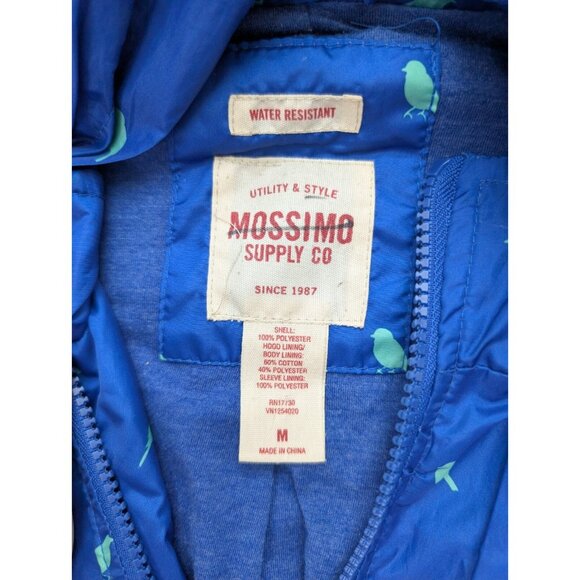 WATER RESISTANT
UTILITY & STYLE
MOSSIMO
SUPPLY CO
SINCE 1987
SHELL:
100% POLYESTER
HOOD LINING/
BODY LINING:
60% COTTON
40% POLYESTER
SLEEVE LINING:
100% POLYESTER
RN17730
VN1254020
M
MADE IN CHINA